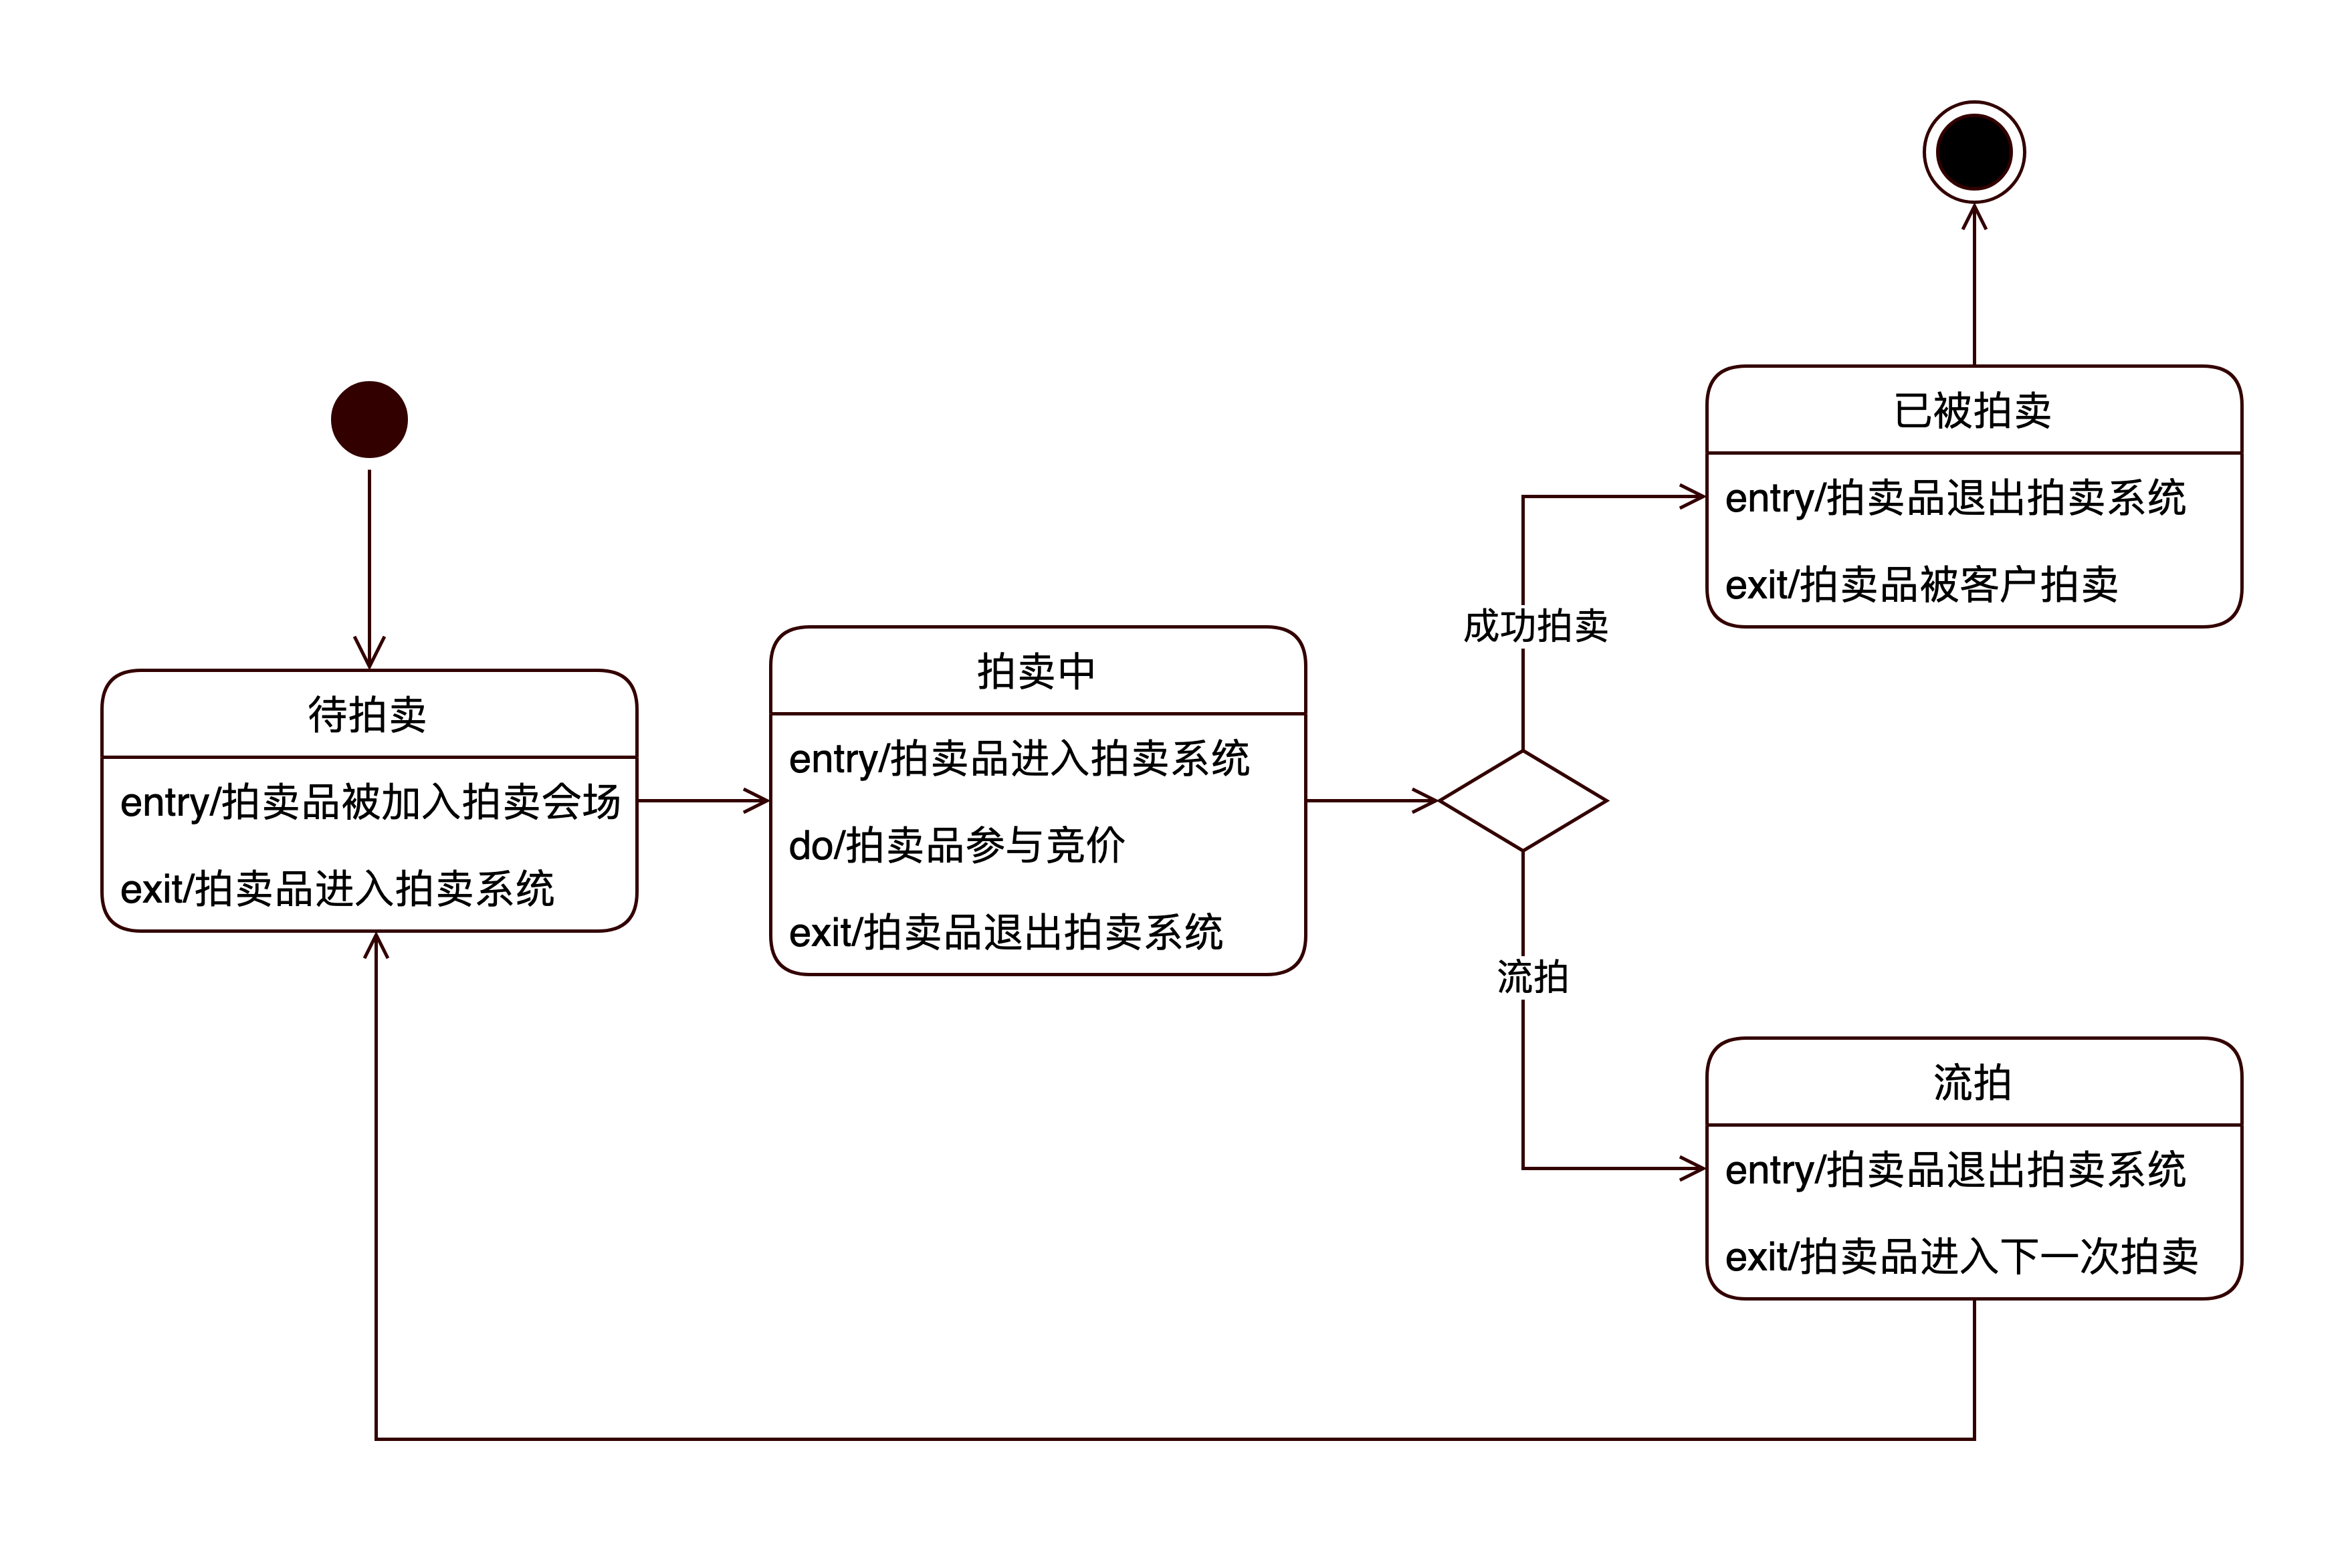 待拍卖
entry/拍卖品被加入拍卖会场
exit/拍卖品进入拍卖系统
拍卖中
entry/拍卖品进入拍卖系统
do/拍卖品参与竞价
exit/拍卖品退出拍卖系统
成功拍卖
流拍
已被拍卖
entry/拍卖品退出拍卖系统
exit/拍卖品被客户拍卖
流拍
entry/拍卖品退出拍卖系统
exit/拍卖品进入下一次拍卖